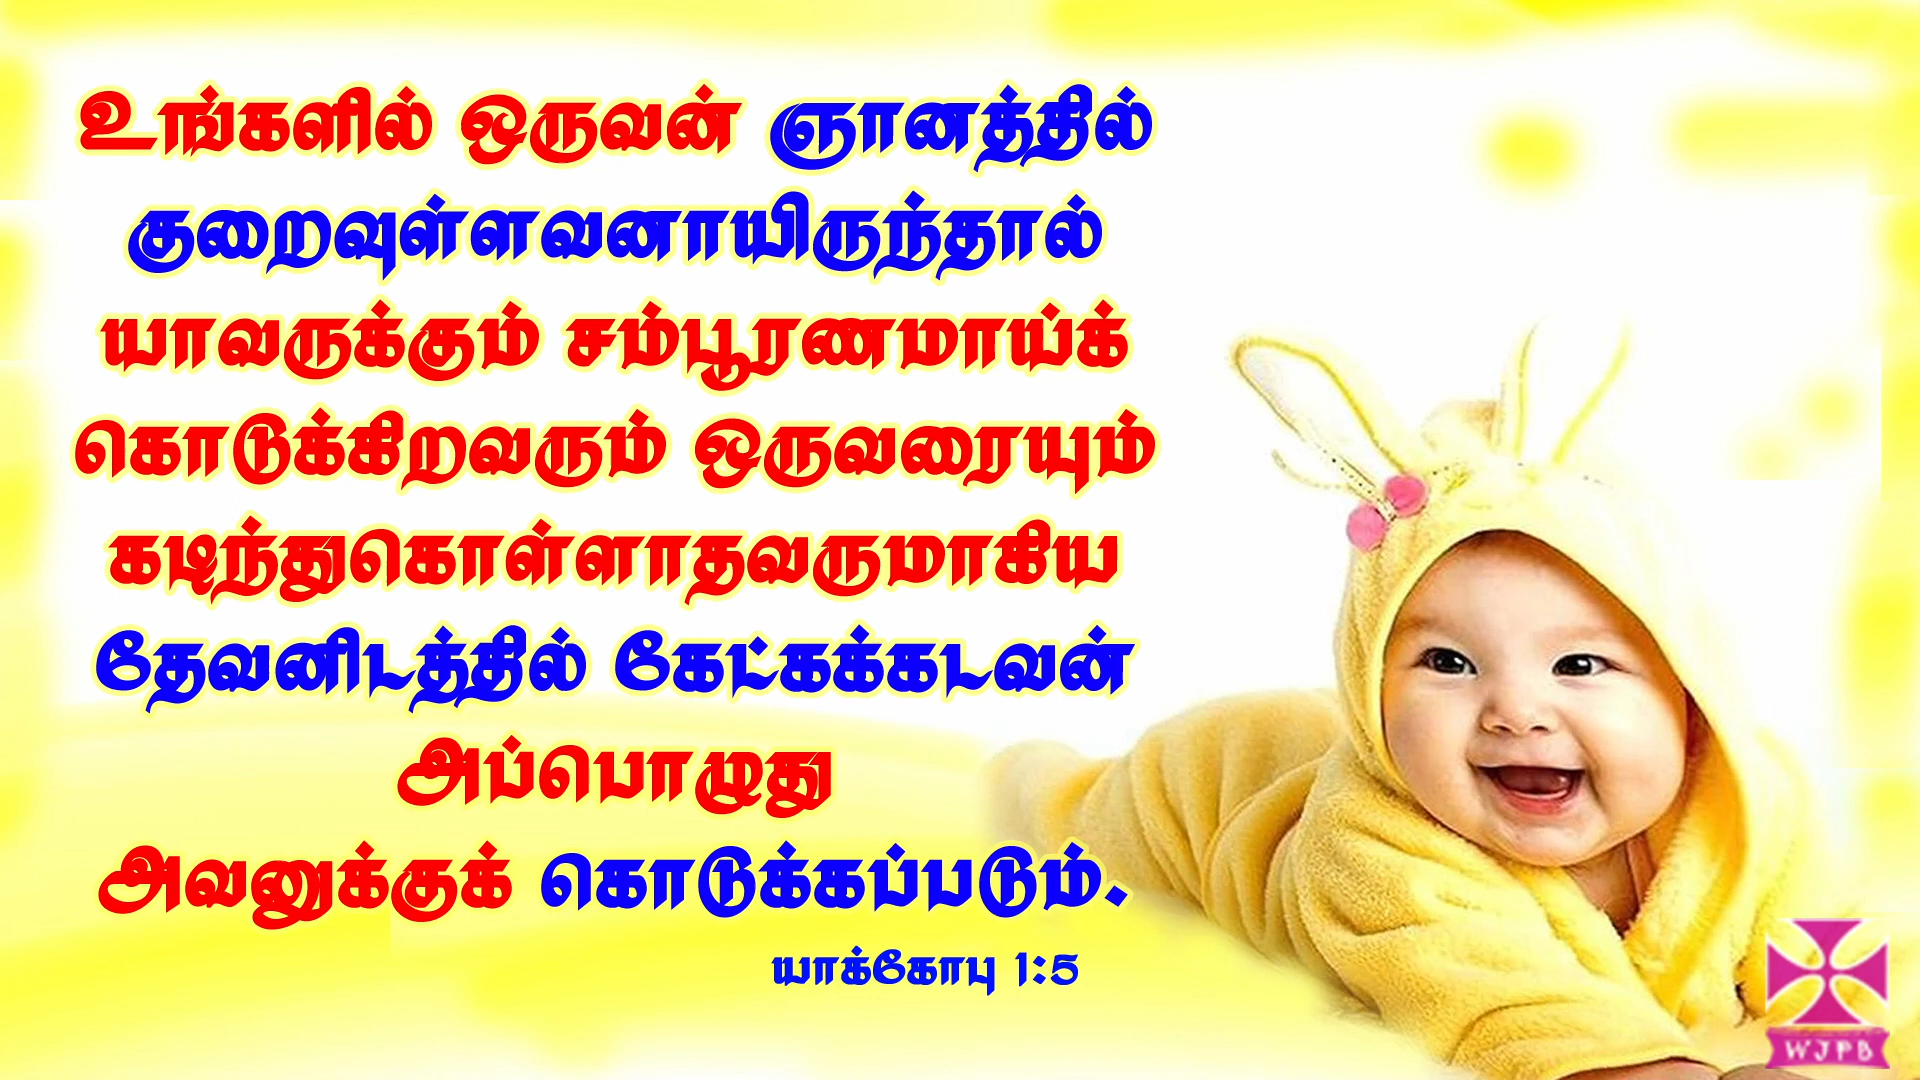 உங்களில் ஒருவன் ஞானத்தில்
குறைவுள்ளவனாயிருந்தால்
யாவருக்கும் சம்பூரணமாய்க்
கொடுக்கிறவரும் ஒருவரையும்
கடிந்துகொள்ளாதவருமாகிய
தேவனிடத்தில் கேட்கக்கடவன்
அப்பொழுது
அவனுக்குக் கொடுக்கப்படும்.
யாக்கோபு 1:5
WJPB